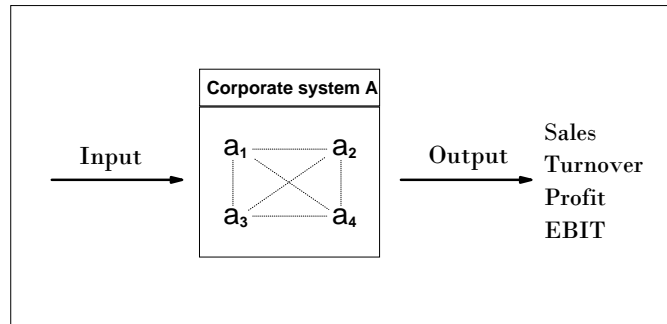 Corporate system A
Input
a1 a2
a3 a4
Output
Sales
Turnover
Profit
EBIT